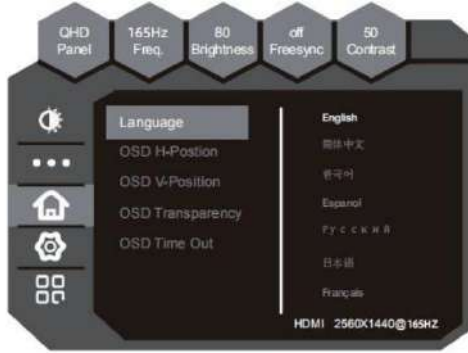 QHD
Panel
165Hz
Freq.
80
Brightness
off
Freesync
50
Contrast
Language
OSD H-Postion
OSD V-Position
OSD Transparency
OSD Time Out
English
简体中文
한국어
Espanol
Русский
日本語
Français
HDMI 2560X1440@165HZ